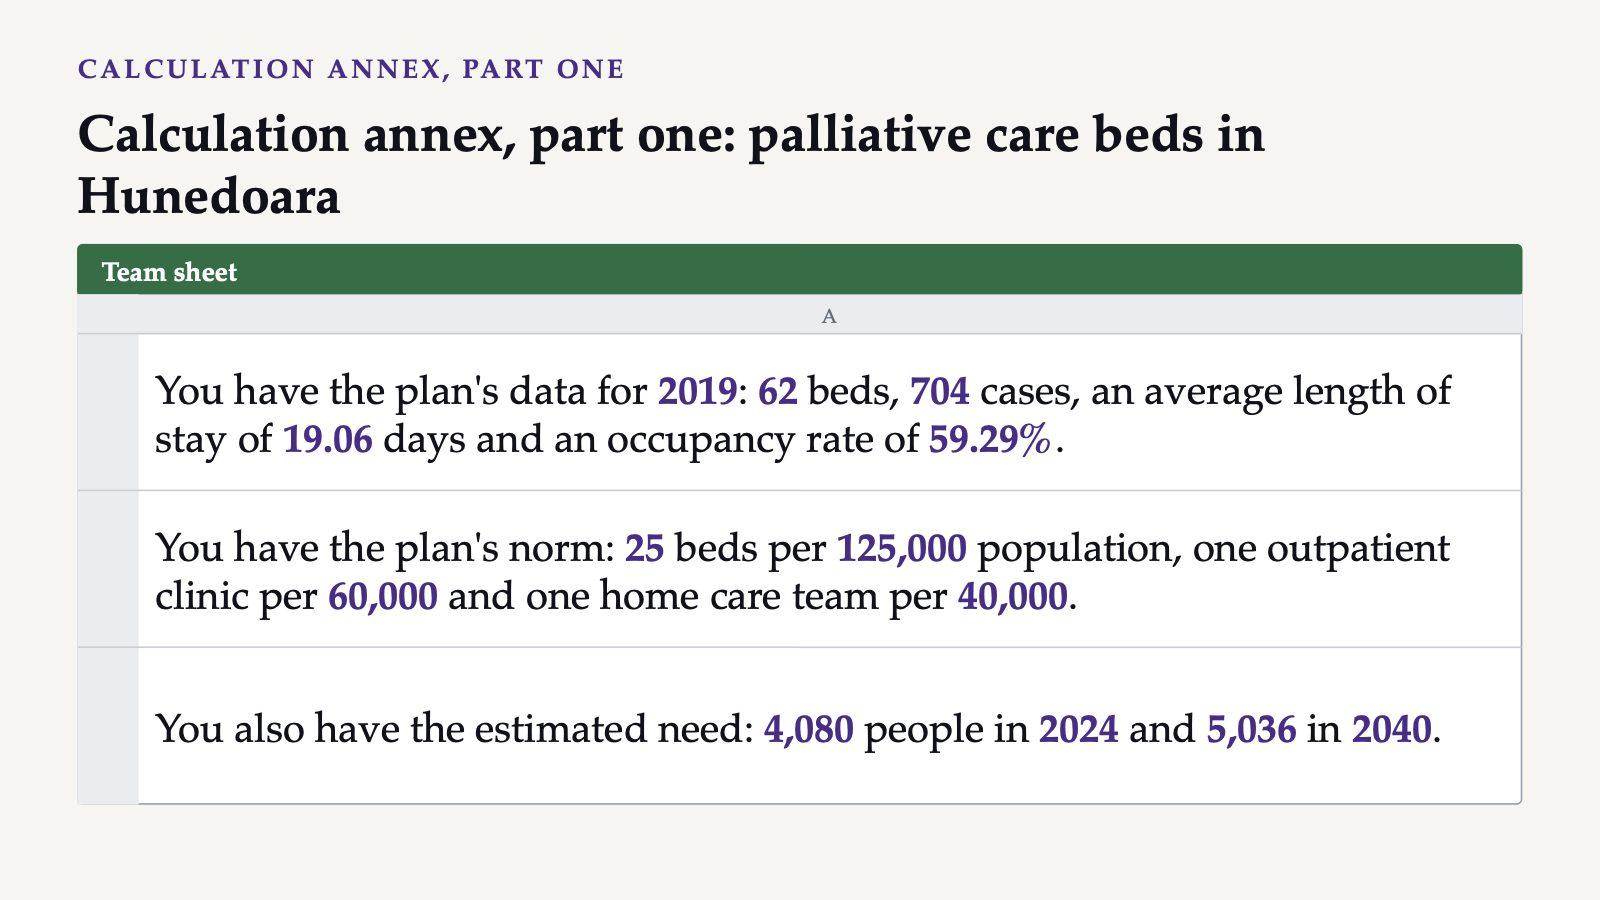 CALCULATION ANNEX, PART ONE
Calculation annex, part one: palliative care beds in
Hunedoara
Team sheet
A
You have the plan's data for 2019: 62 beds, 704 cases, an average length of
stay of 19.06 days and an occupancy rate of 59.29%.
You have the plan's norm: 25 beds per 125,000 population, one outpatient
clinic per 60,000 and one home care team per 40,000.
You also have the estimated need: 4,080 people in 2024 and 5,036 in 2040.